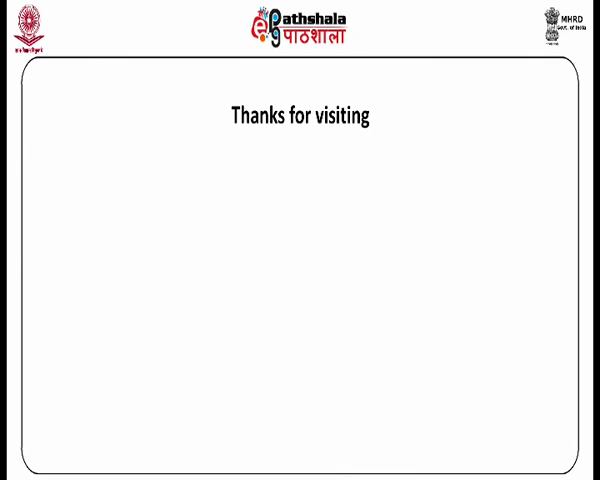 ePathshala
पाठशाला
MHRD
Govt. of India
Thanks for visiting